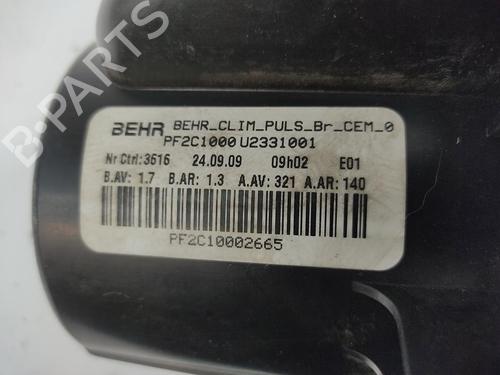 BEHR BEHR_CLIM_PULS_Br_CEM_0
PF2C1000 U2331001
Nr Ctrl:3616 24.09.09 09h02 E01
B.AV: 1.7 B.AR: 1.3 A.AV: 321 A.AR: 140
PF2C10002665
B-PARTS